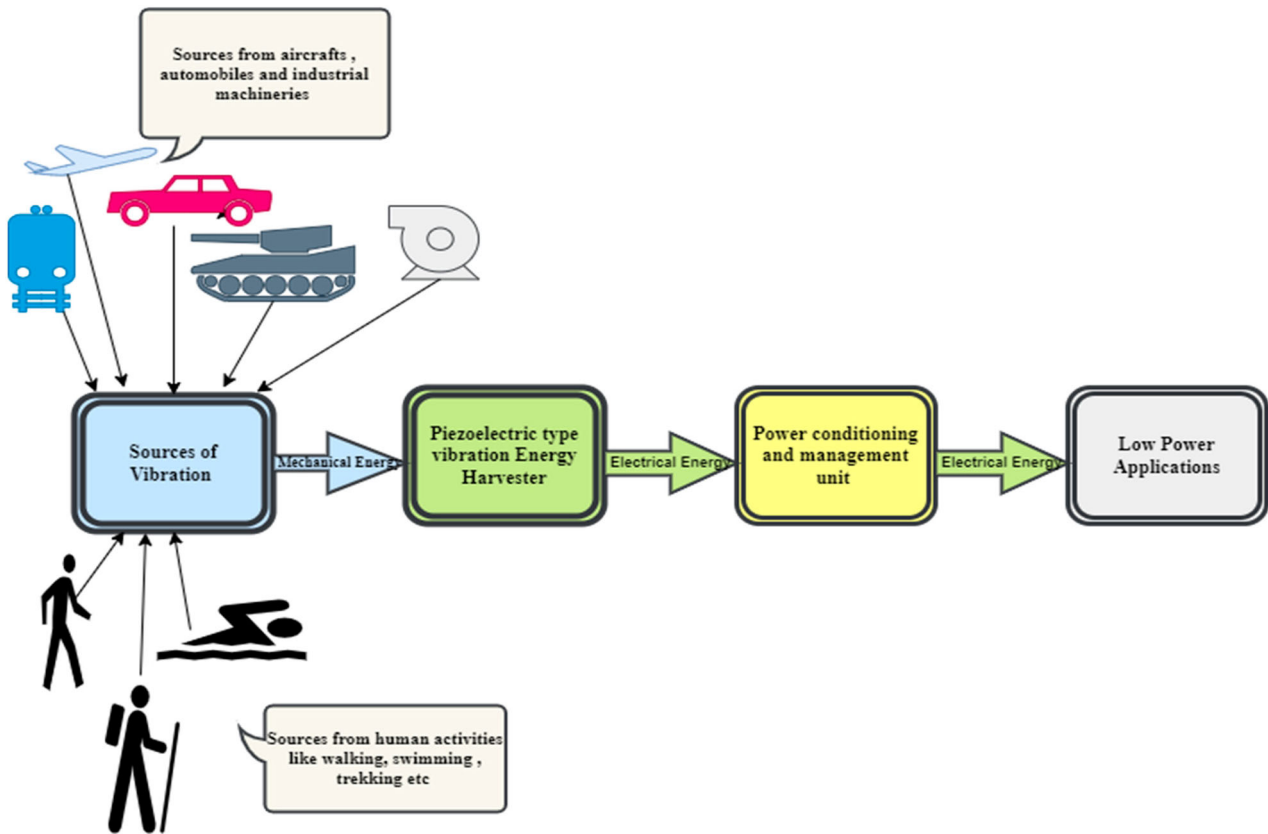 Sources from aircrafts ,
automobiles and industrial
machineries
Sources of
Vibration
Mechanical Energy
Piezoelectric type
vibration Energy
Harvester
Electrical Energy
Power conditioning
and management
unit
Electrical Energy
Low Power
Applications
Sources from human activities
like walking, swimming ,
trekking etc